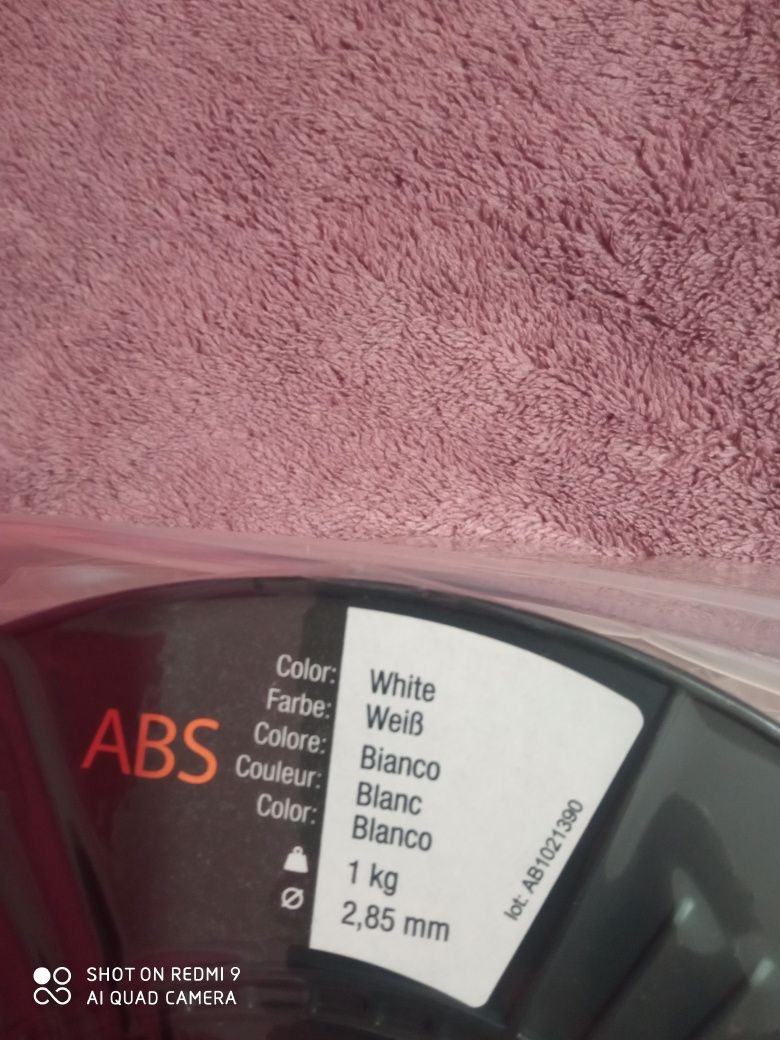 ABS
Color: White
Farbe: Weiß
Colore: Bianco
Couleur: Blanc
Color: Blanco
1 kg
2,85 mm
lot: AB1021390
SHOT ON REDMI 9
AI QUAD CAMERA